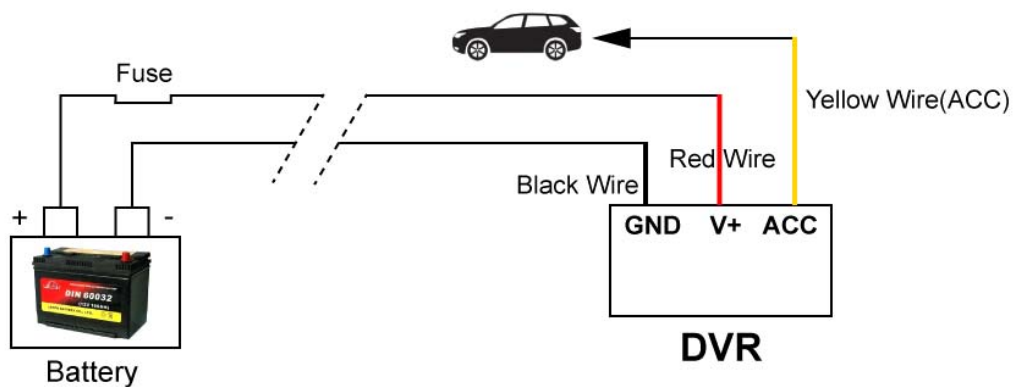 Fuse
Yellow Wire(ACC)
Red Wire
Black Wire
+
-
GND V+ ACC
DIN 60032
DVR
Battery